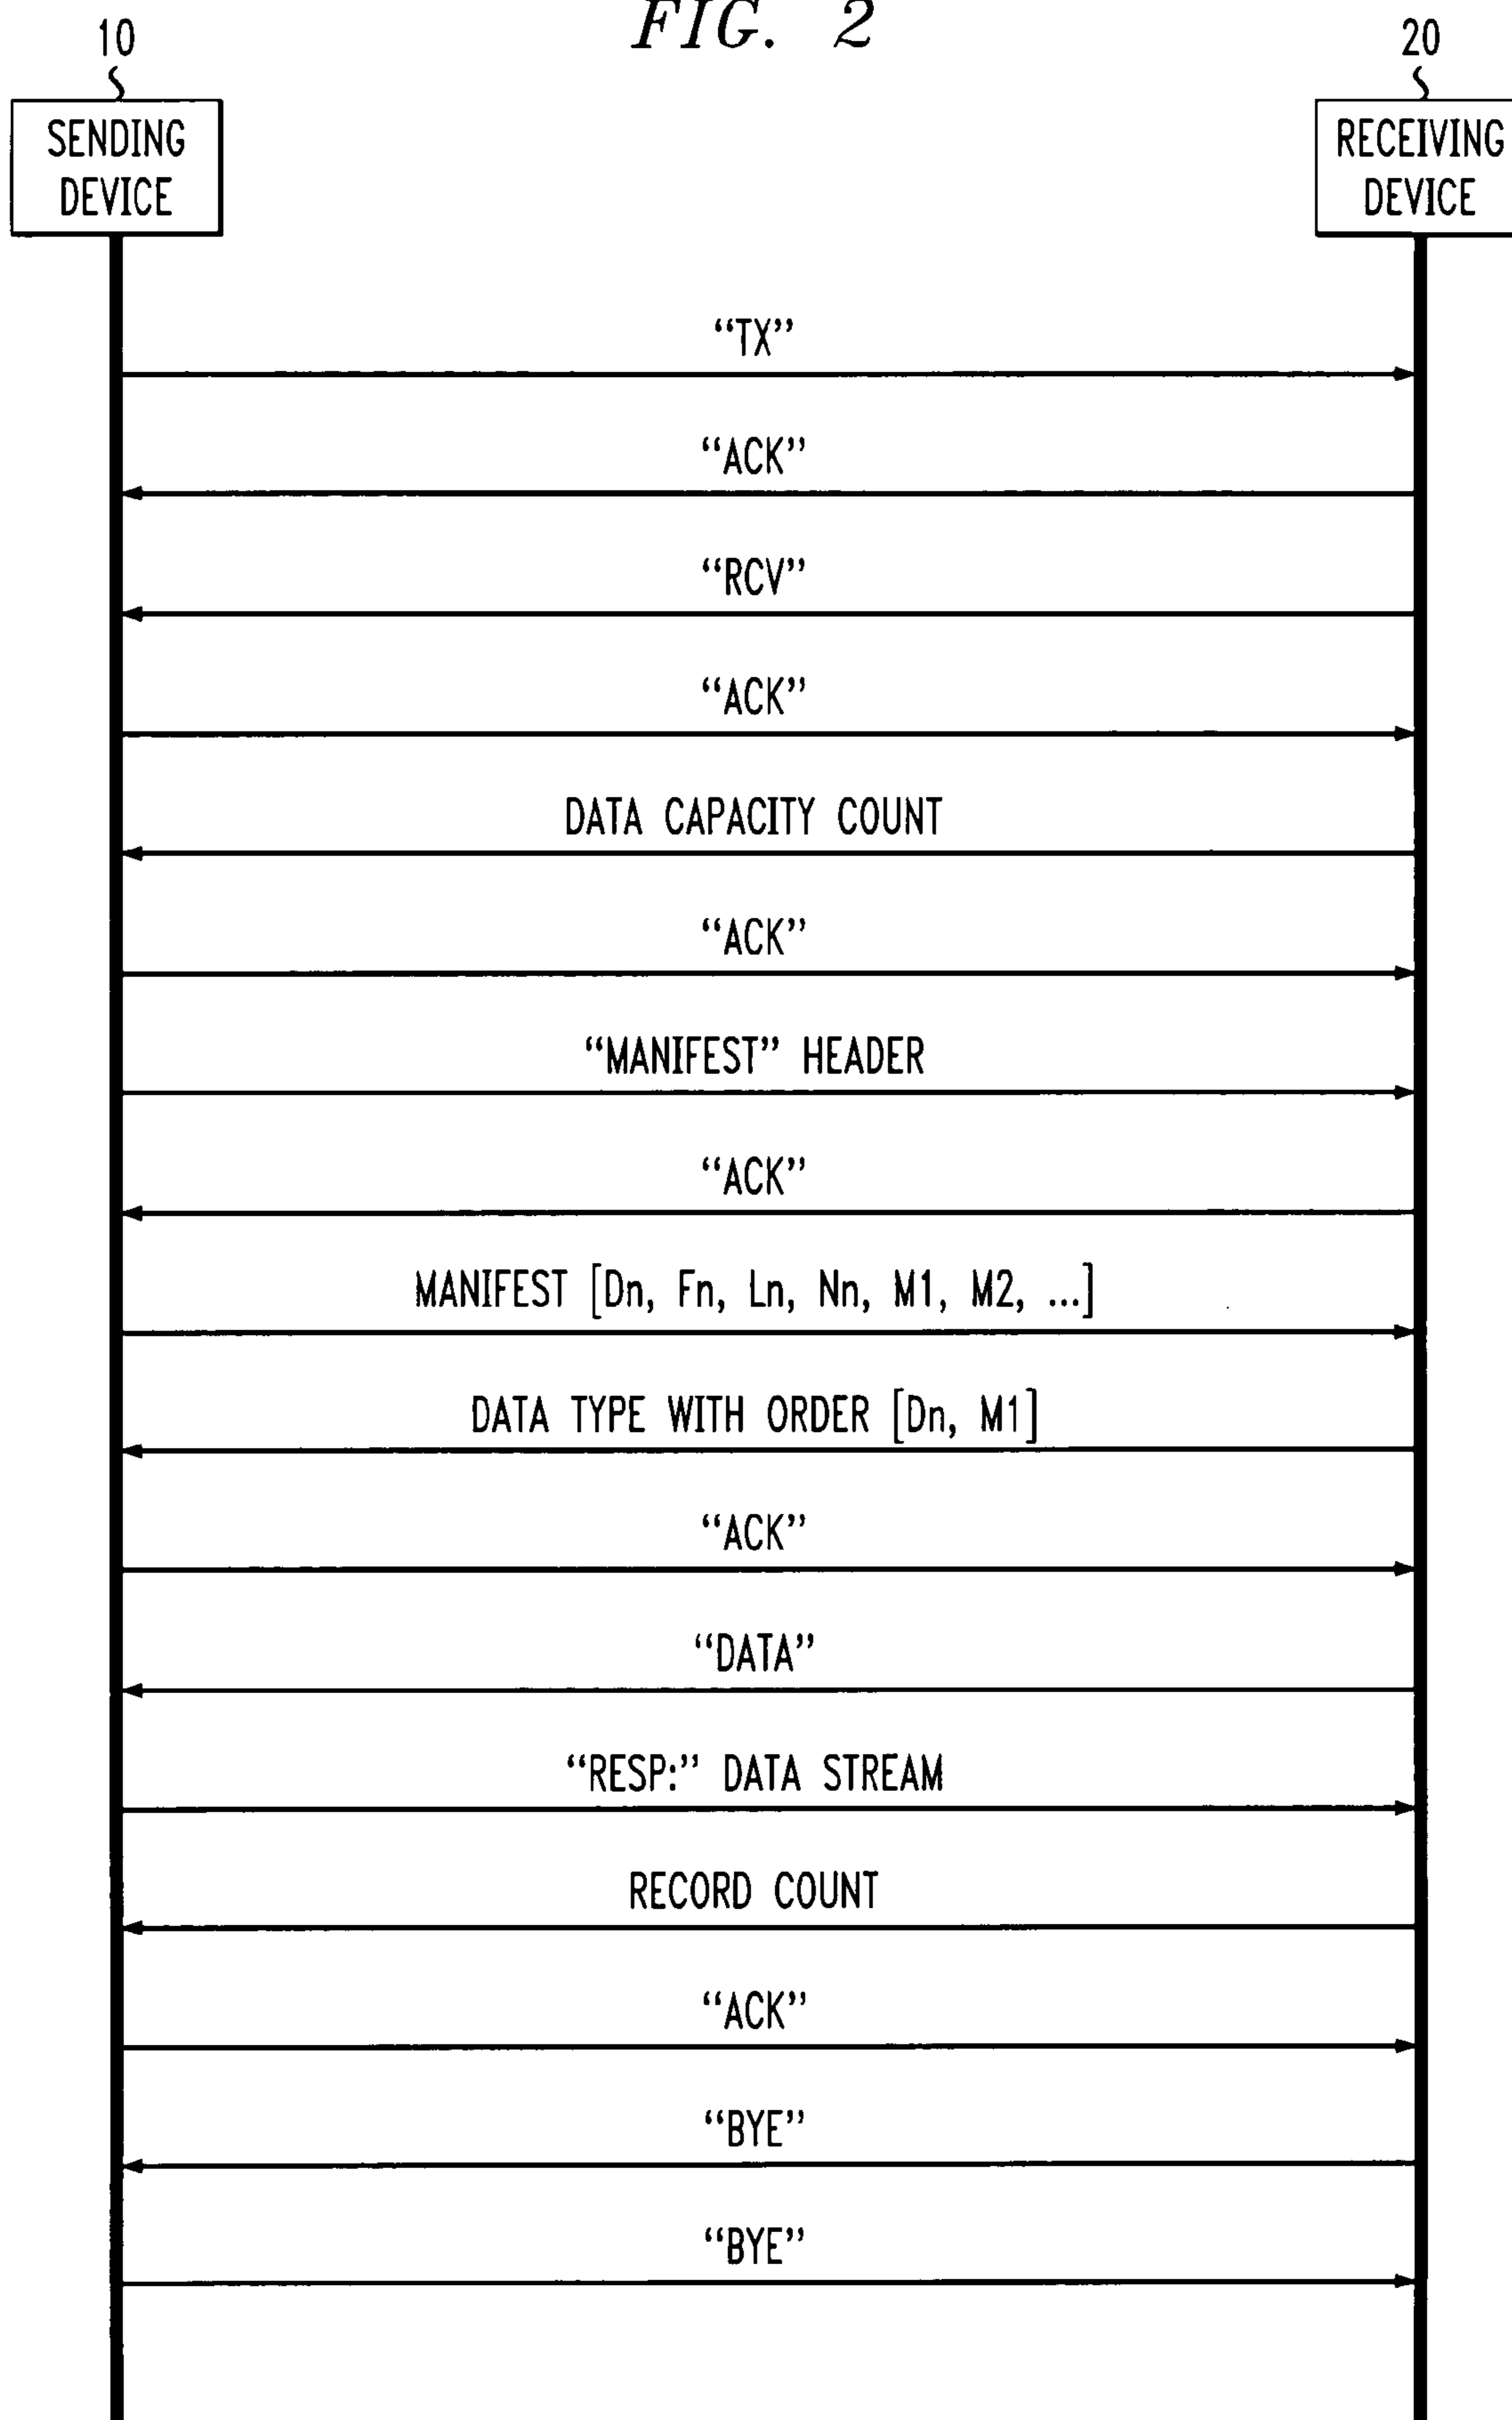 FIG. 2
10
20
SENDING
DEVICE
RECEIVING
DEVICE
“TX”
“ACK”
“RCV”
“ACK”
DATA CAPACITY COUNT
“ACK”
“MANIFEST” HEADER
“ACK”
MANIFEST [Dn, Fn, Ln, Nn, M1, M2, ...]
DATA TYPE WITH ORDER [Dn, M1]
“ACK”
“DATA”
“RESP:” DATA STREAM
RECORD COUNT
“ACK”
“BYE”
“BYE”